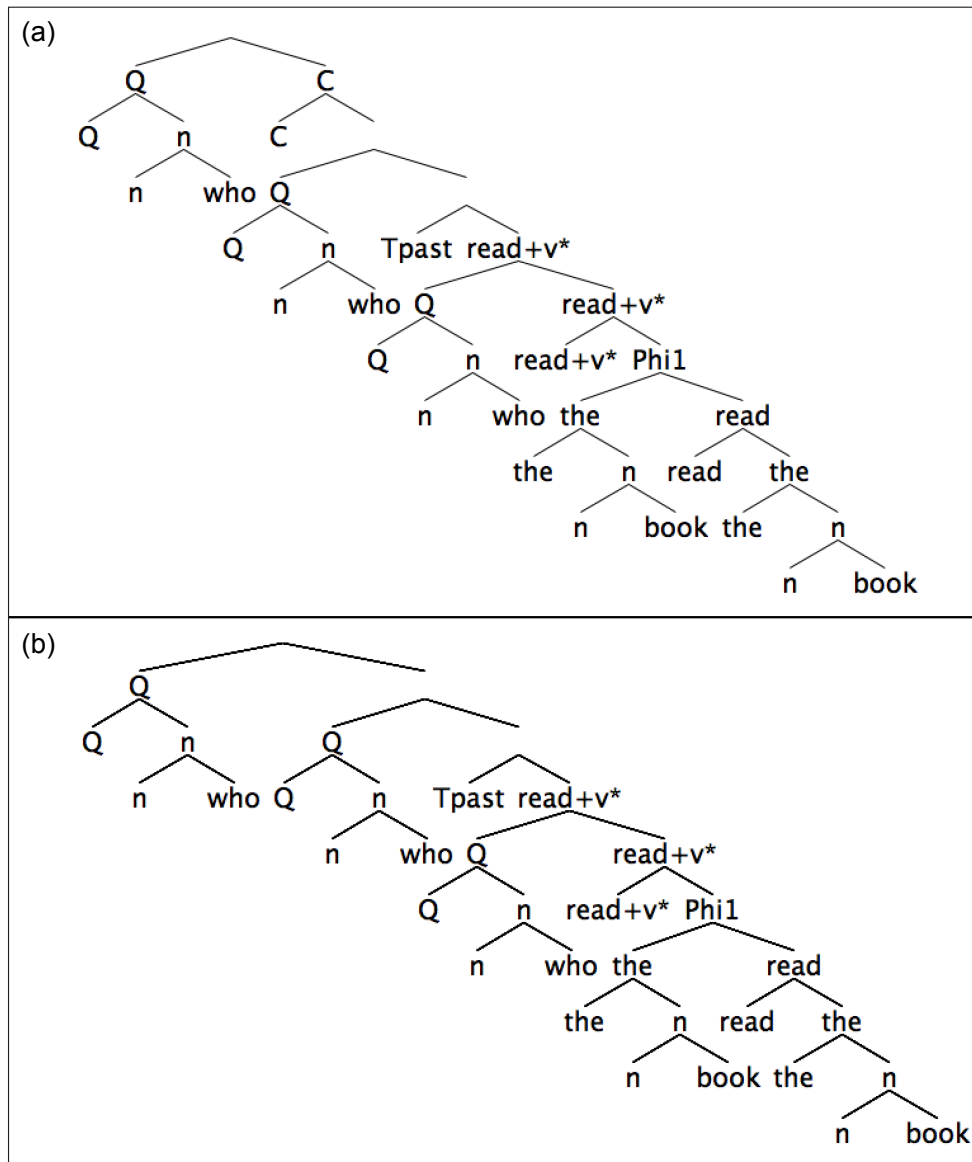 (a)
Q C
Q n C
n who Q
Q n Tpast read+v*
n who Q read+v*
Q n read+v* Phi1
n who the read
the n read the
n book the n
n book
(b)
Q
Q n Q
n who Q n Tpast read+v*
n who Q read+v*
Q n read+v* Phi1
n who the read
the n read the
n book the n
n book